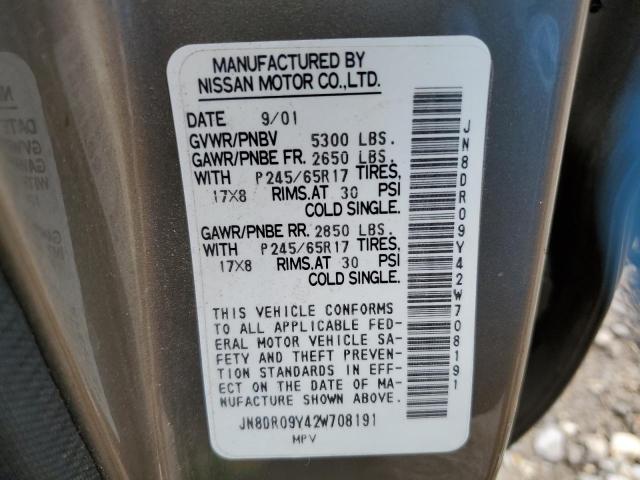 MANUFACTURED BY
NISSAN MOTOR CO.,LTD.
DATE 9/01
GVWR/PNBV 5300 LBS.
GAWR/PNBE FR. 2650 LBS.
WITH P245/65R17 TIRES,
17X8 RIMS.AT 30 PSI
COLD SINGLE.
GAWR/PNBE RR. 2850 LBS.
WITH P245/65R17 TIRES,
17X8 RIMS.AT 30 PSI
COLD SINGLE.
THIS VEHICLE CONFORMS
TO ALL APPLICABLE FED-
ERAL MOTOR VEHICLE SA-
FETY AND THEFT PREVEN-
TION STANDARDS IN EFF-
ECT ON THE DATE OF MA-
NUFACTURE SHOWN ABOVE.
JN8DR09Y42W708191
MPV
JN8DR09Y42W708191